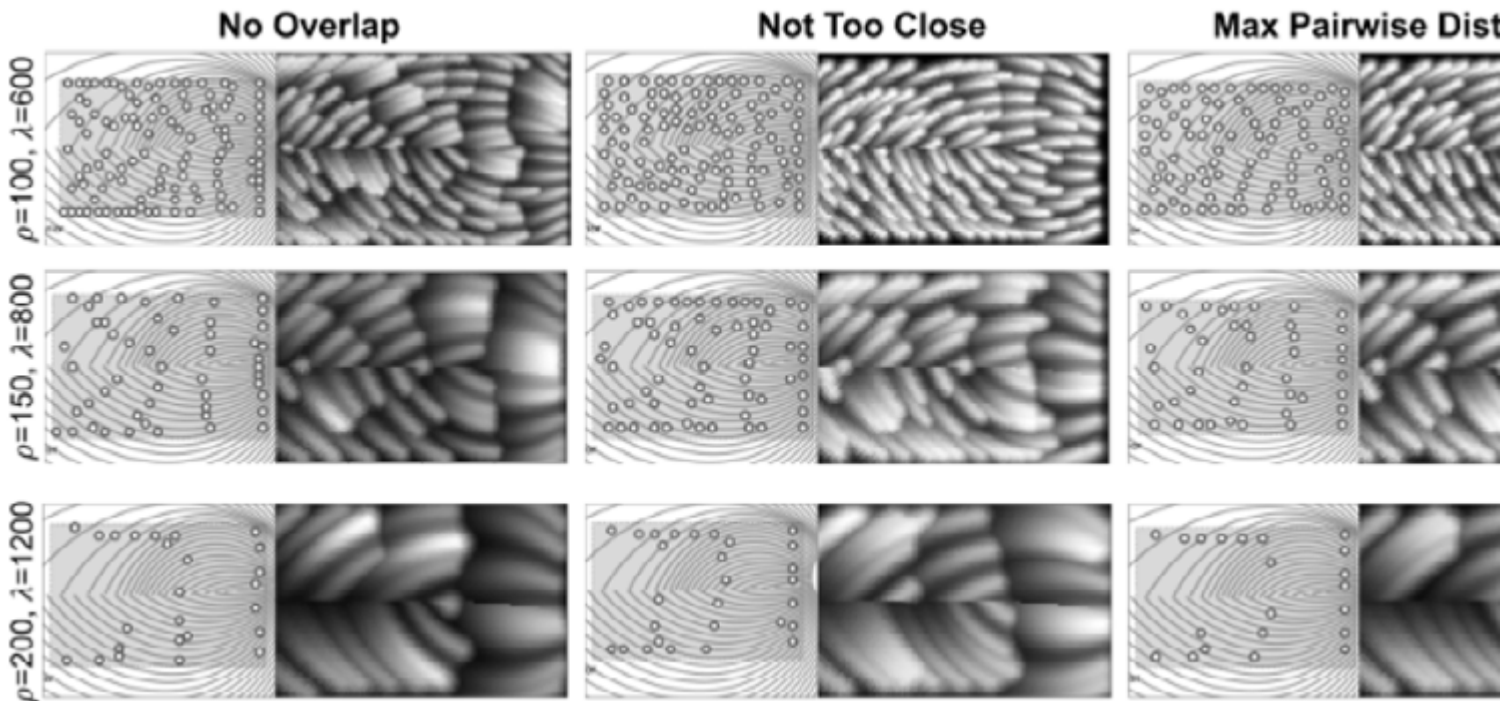 No Overlap Not Too Close Max Pairwise Dist
ρ=100, λ=600
ρ=150, λ=800
ρ=200, λ=1200